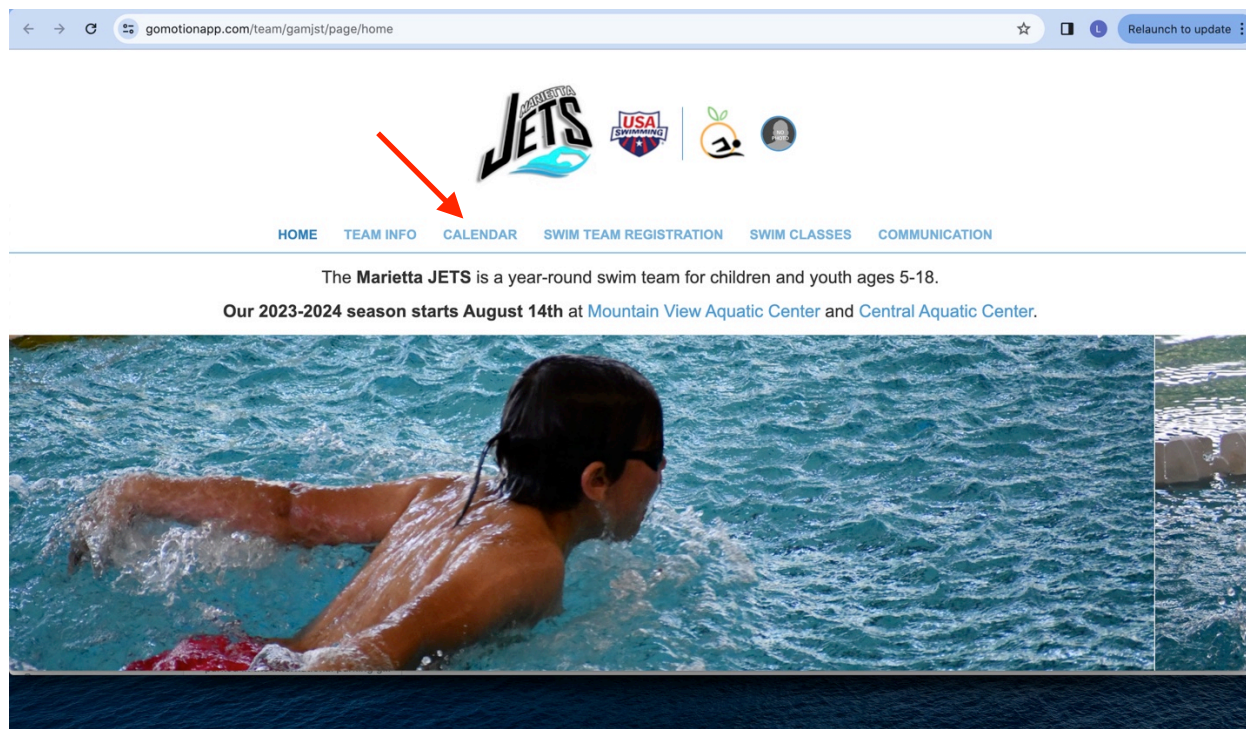 gomotionapp.com/team/gamjst/page/home
L
Relaunch to update
MARIETTA
JETS
USA
SWIMMING
NO
PHOTO
HOME TEAM INFO CALENDAR SWIM TEAM REGISTRATION SWIM CLASSES COMMUNICATION
The Marietta JETS is a year-round swim team for children and youth ages 5-18.
Our 2023-2024 season starts August 14th at Mountain View Aquatic Center and Central Aquatic Center.